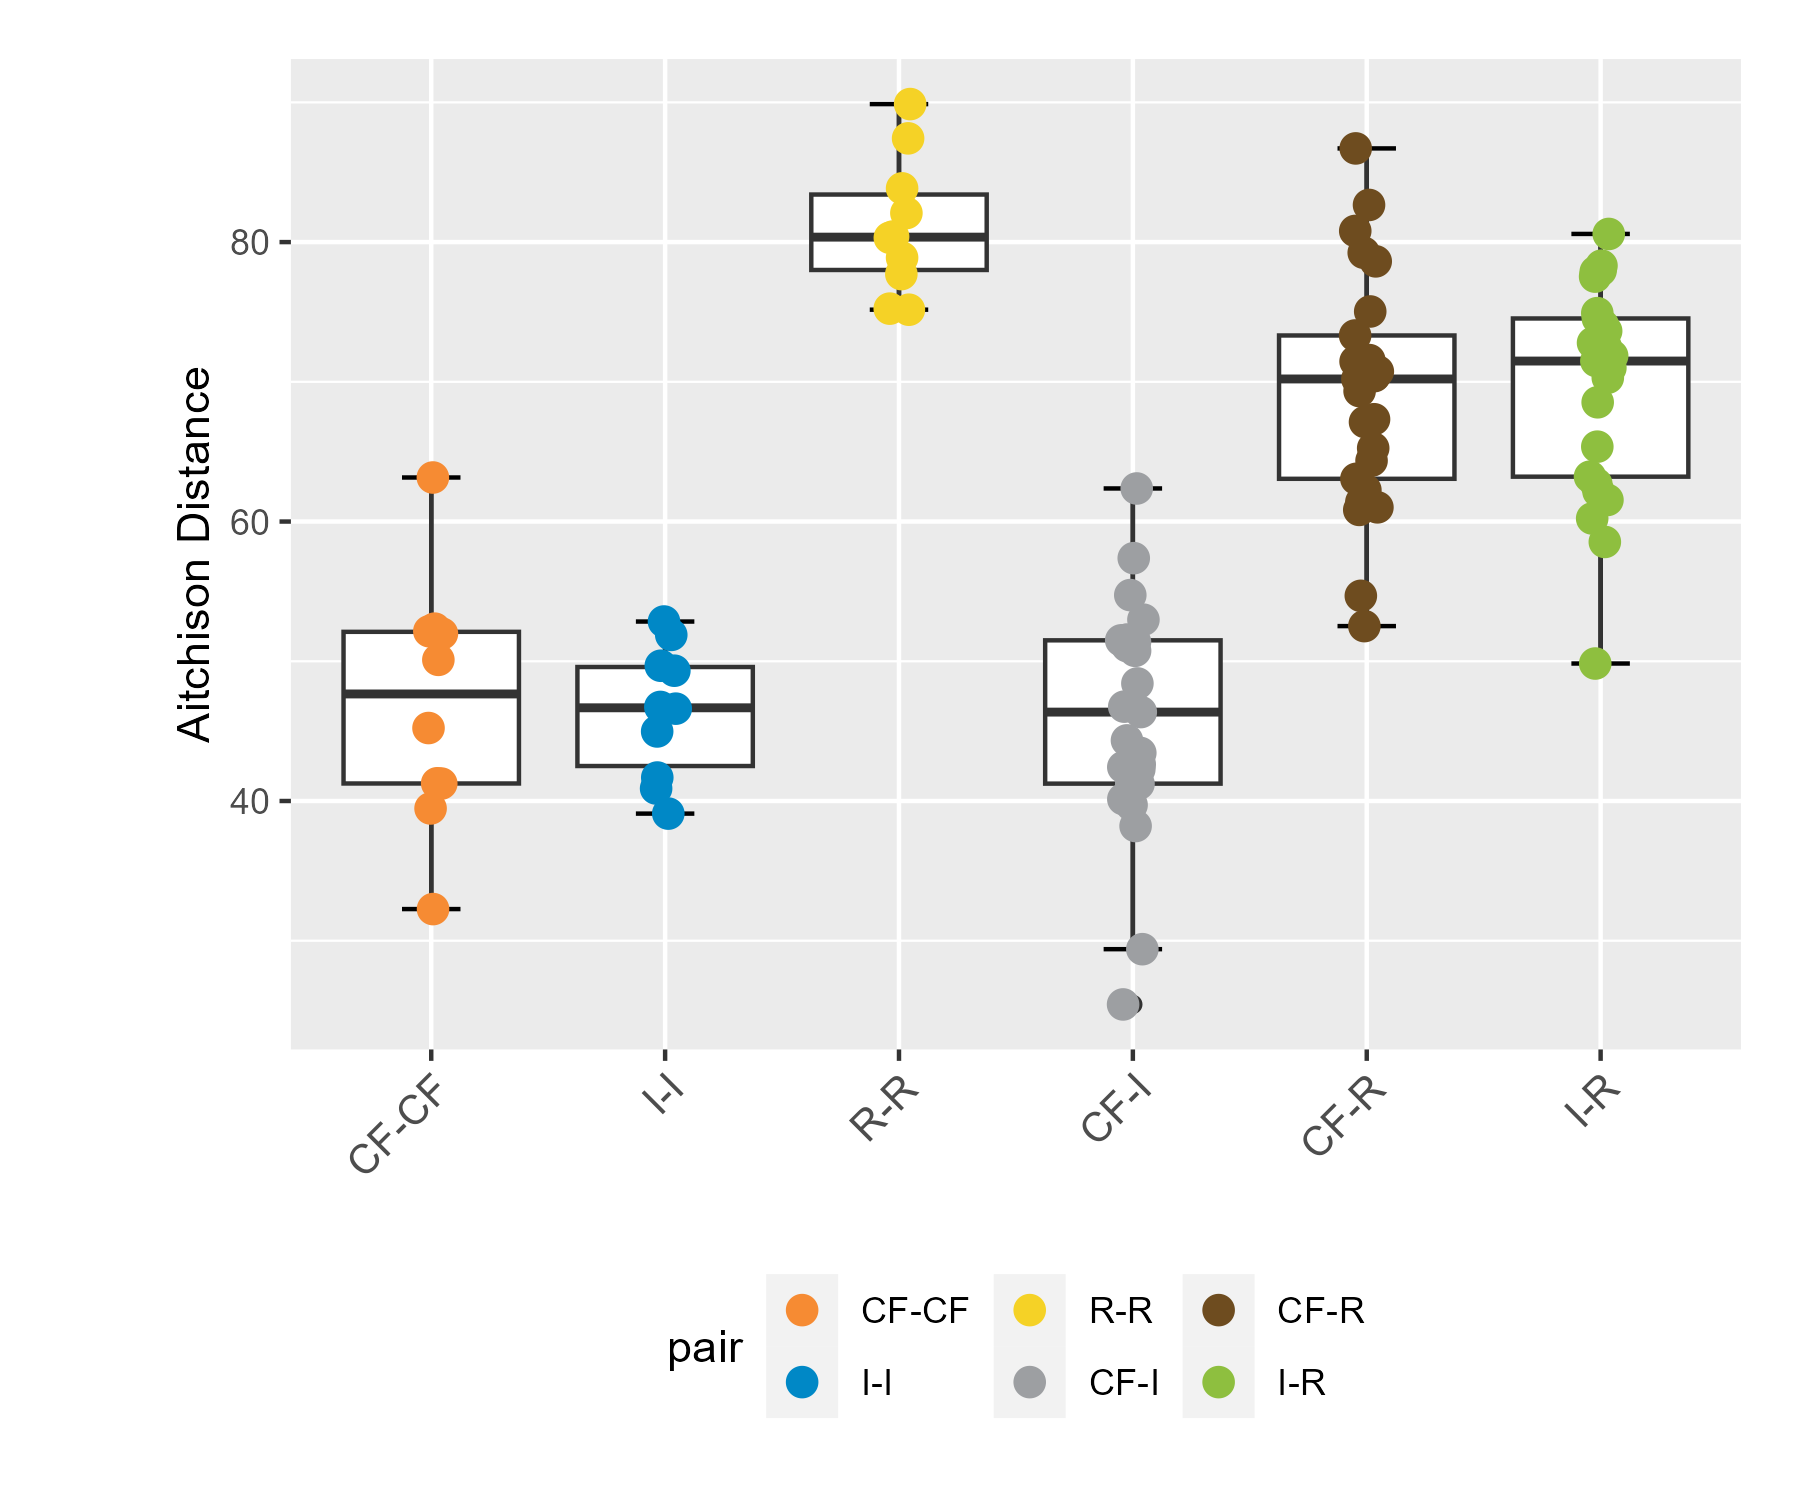 Aitchison Distance
80
60
40
CF-CF
I-I
R-R
CF-I
CF-R
I-R
pair
CF-CF
R-R
CF-R
I-I
CF-I
I-R